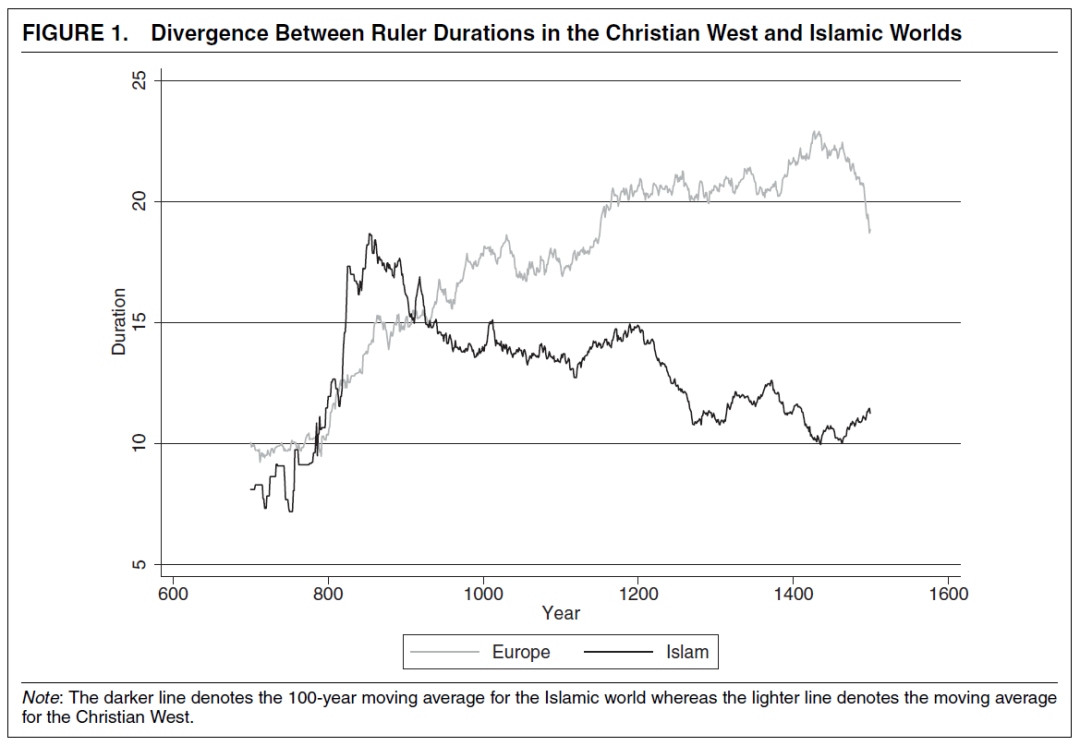 FIGURE 1. Divergence Between Ruler Durations in the Christian West and Islamic Worlds
25
20
15
10
5
Duration
600 800 1000 1200 1400 1600
Year
Europe Islam
Note: The darker line denotes the 100-year moving average for the Islamic world whereas the lighter line denotes the moving average
for the Christian West.